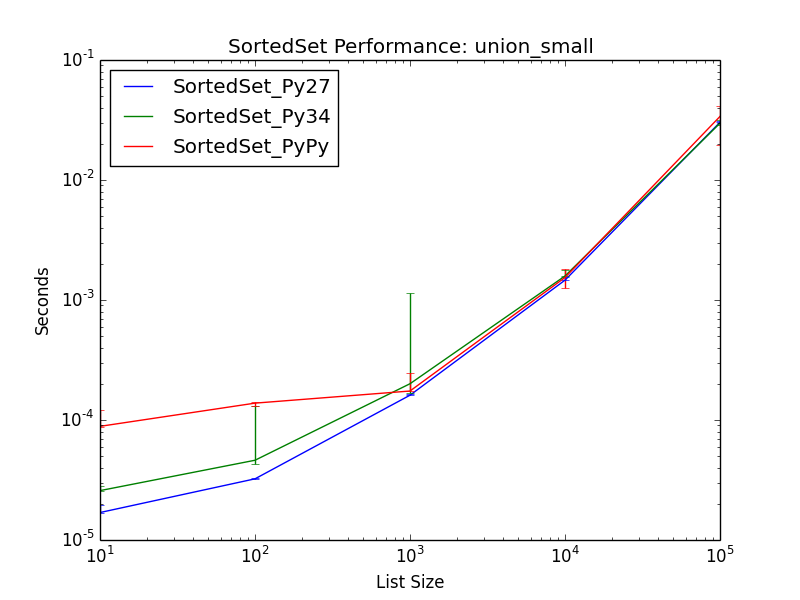 SortedSet Performance: union_small
10^-1
SortedSet_Py27
SortedSet_Py34
SortedSet_PyPy
10^-2
Seconds
10^-3
10^-4
10^-5
10^1 10^2 10^3 10^4 10^5
List Size